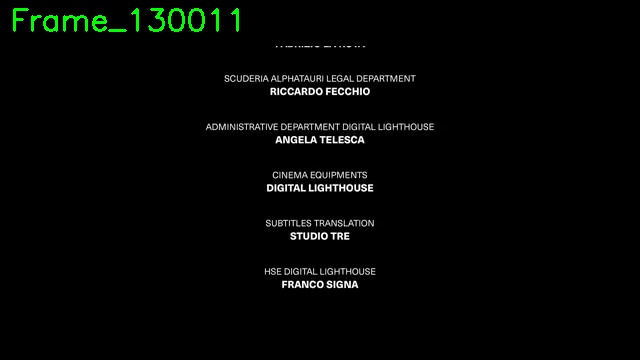 Frame_130011
SCUDERIA ALPHATAURI LEGAL DEPARTMENT
RICCARDO FECCHIO
ADMINISTRATIVE DEPARTMENT DIGITAL LIGHTHOUSE
ANGELA TELESCA
CINEMA EQUIPMENTS
DIGITAL LIGHTHOUSE
SUBTITLES TRANSLATION
STUDIO TRE
HSE DIGITAL LIGHTHOUSE
FRANCO SIGNA